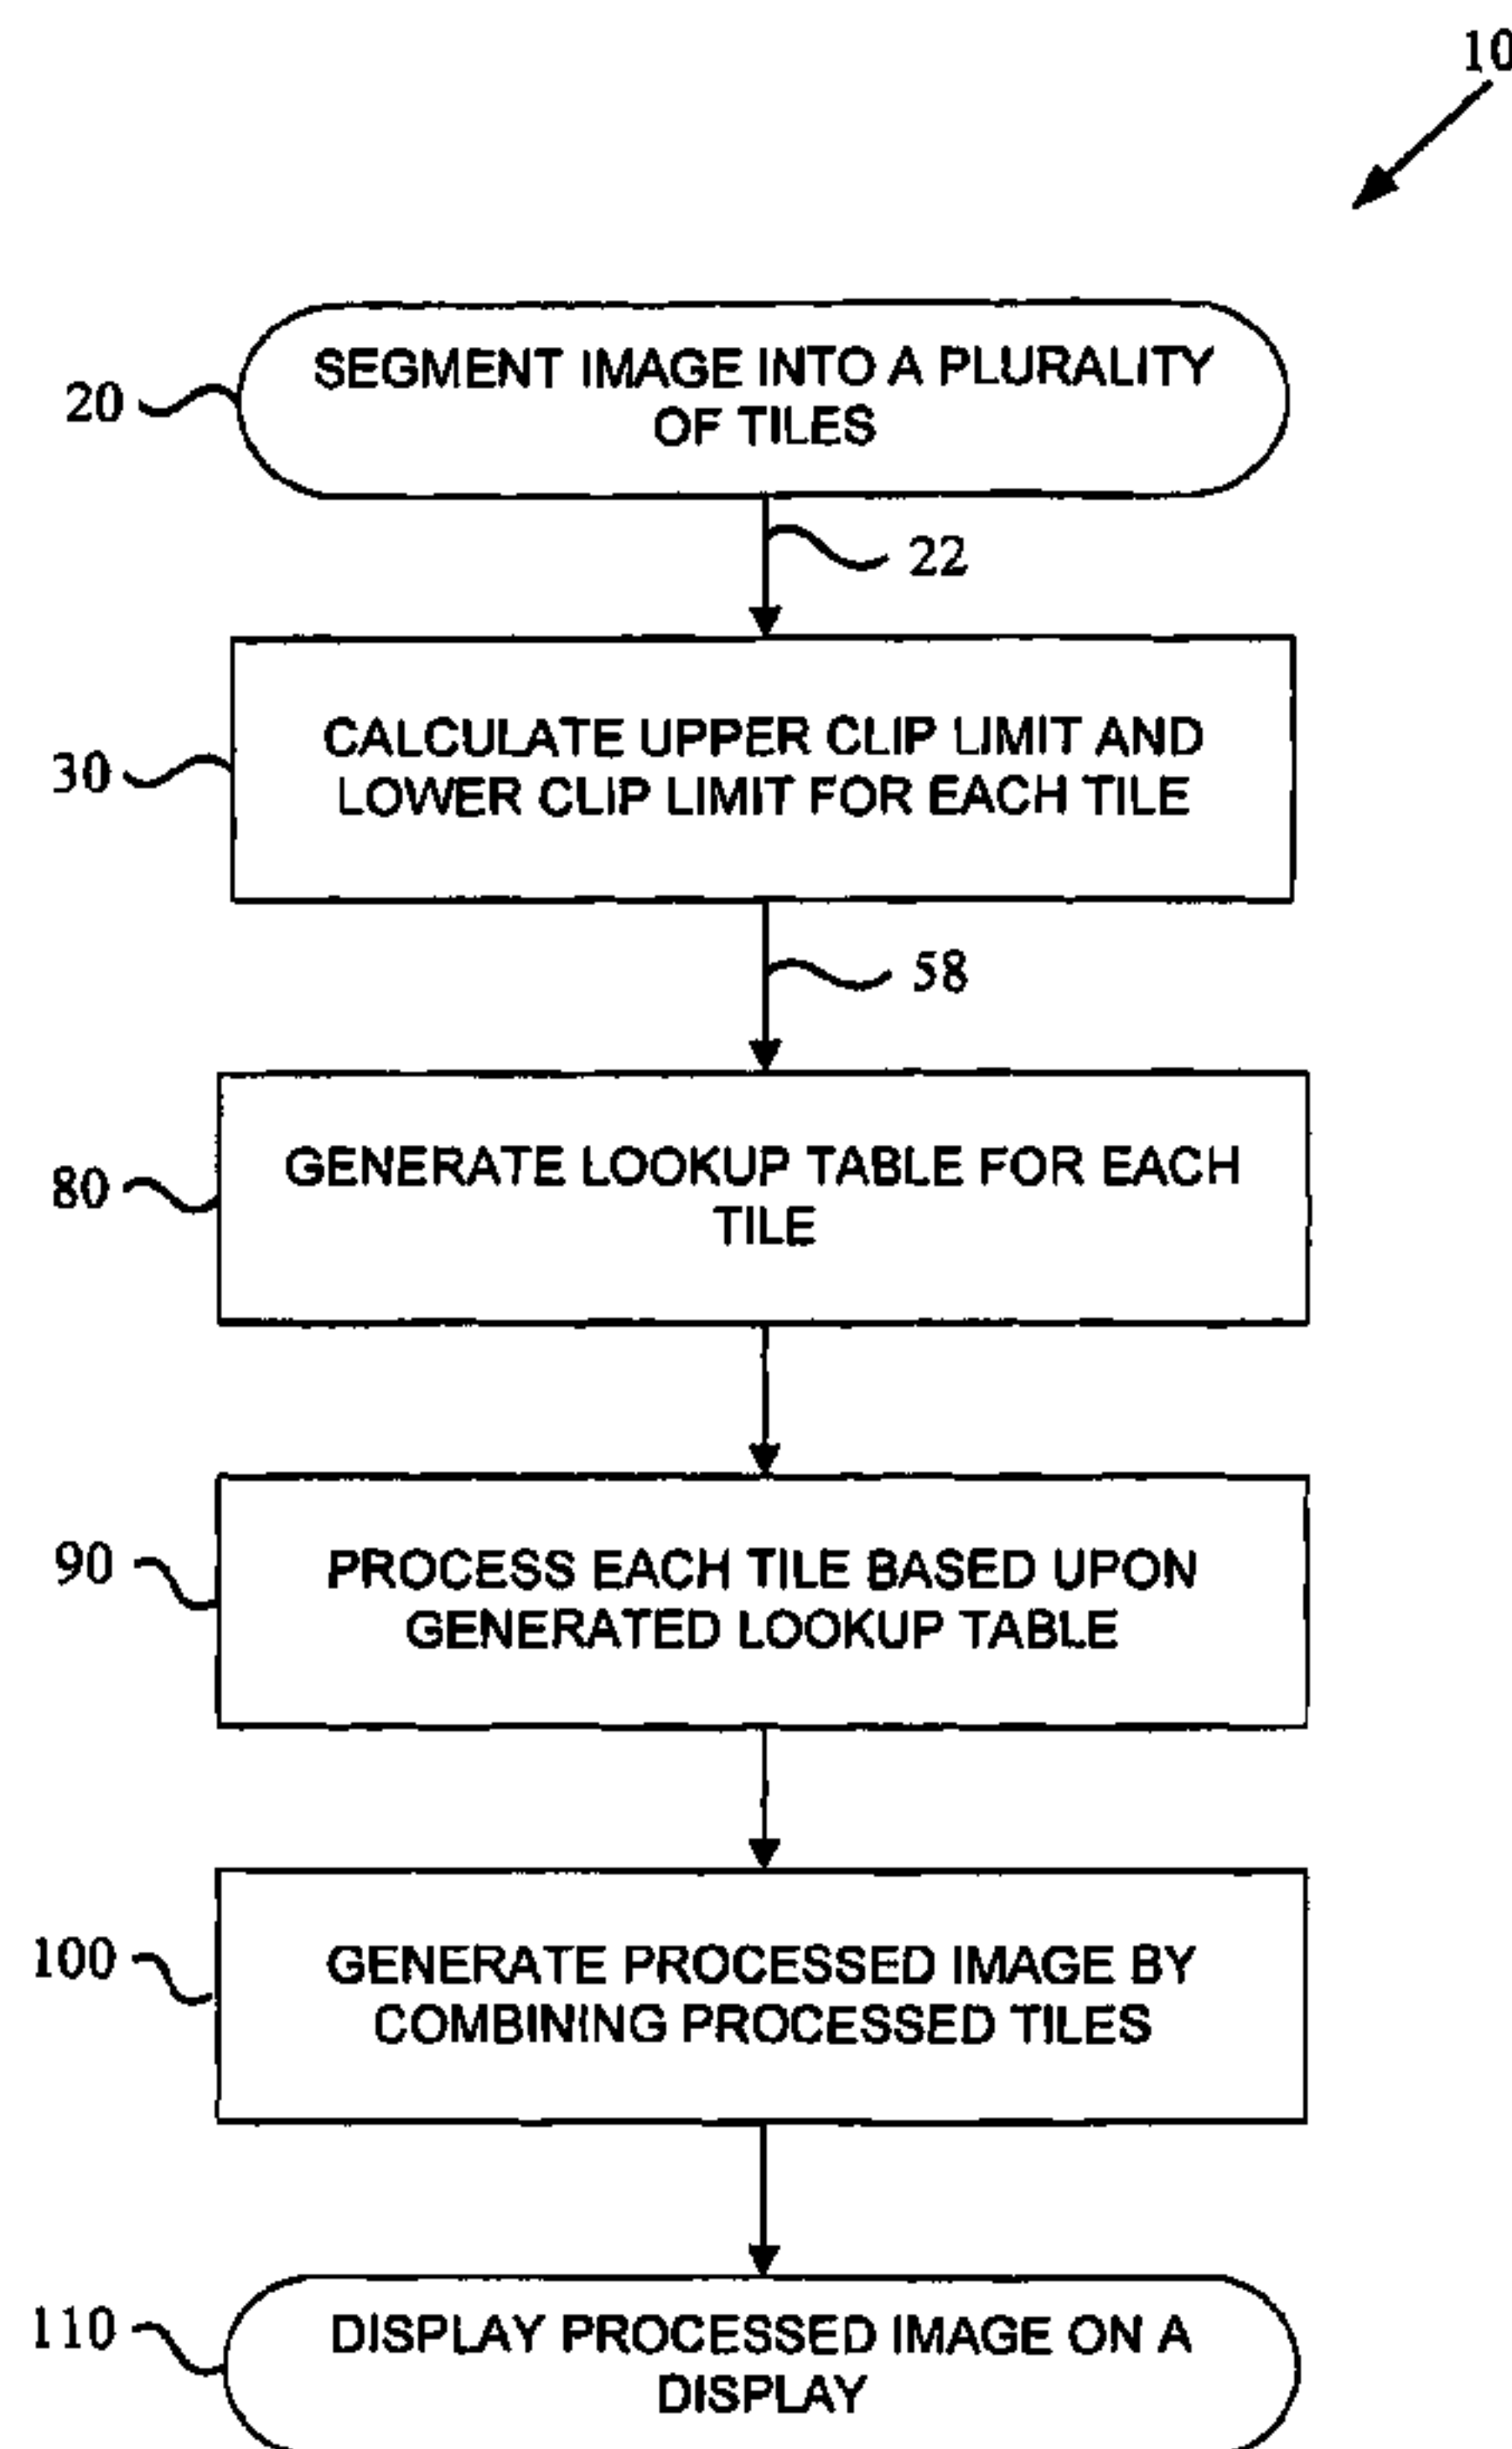 10
SEGMENT IMAGE INTO A PLURALITY
OF TILES
20
22
CALCULATE UPPER CLIP LIMIT AND
LOWER CLIP LIMIT FOR EACH TILE
30
58
GENERATE LOOKUP TABLE FOR EACH
TILE
80
PROCESS EACH TILE BASED UPON
GENERATED LOOKUP TABLE
90
GENERATE PROCESSED IMAGE BY
COMBINING PROCESSED TILES
100
DISPLAY PROCESSED IMAGE ON A
DISPLAY
110